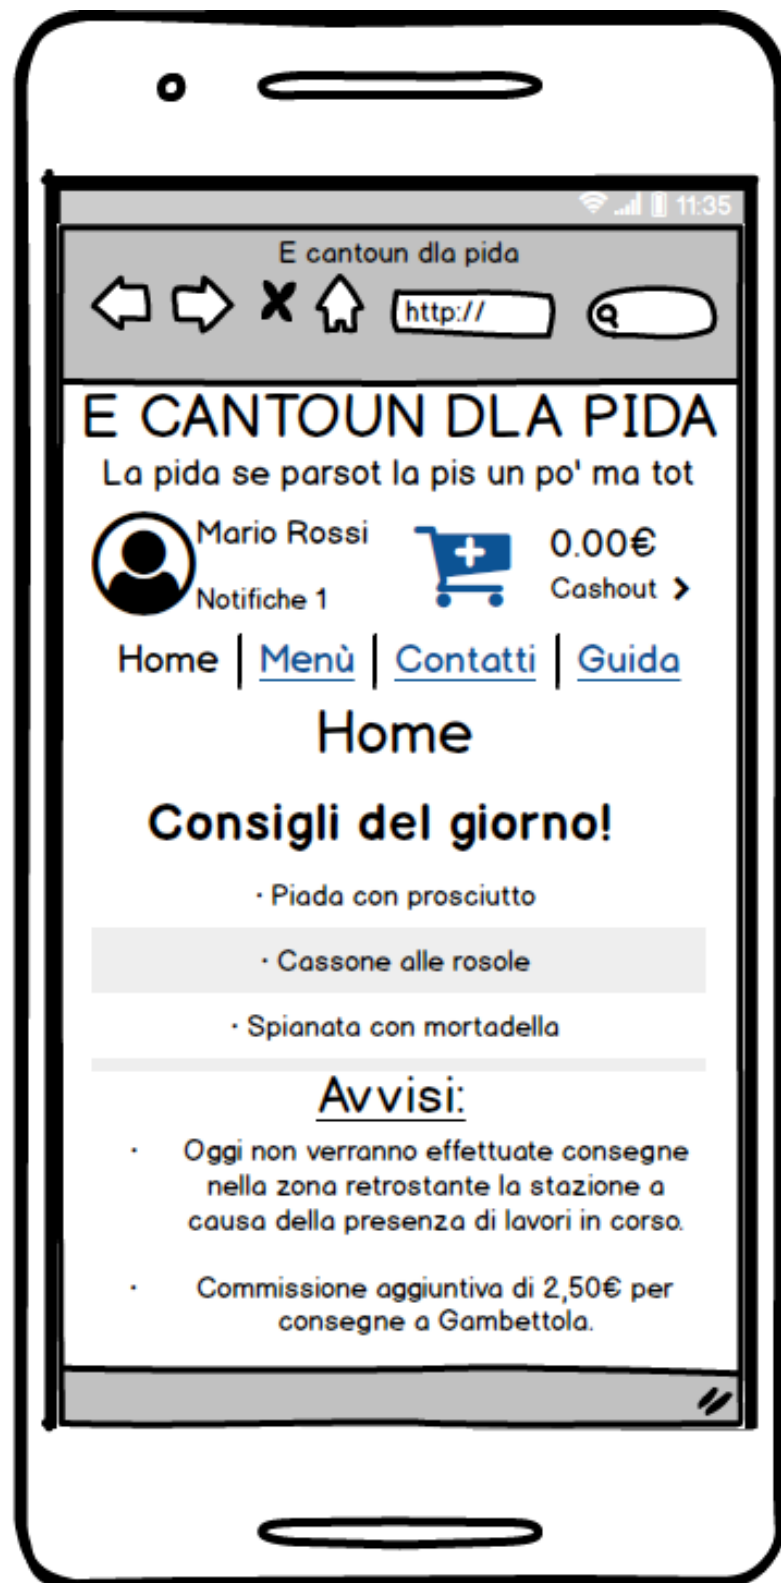 11:35
E cantoun dla pida
http://
E CANTOUN DLA PIDA
La pida se parsot la pis un po' ma tot
Mario Rossi
0.00€
Notifiche 1
Cashout
Home | Menù | Contatti | Guida
Home
Consigli del giorno!
· Piada con prosciutto
· Cassone alle rosole
· Spianata con mortadella
Avvisi:
· Oggi non verranno effettuate consegne
nella zona retrostante la stazione a
causa della presenza di lavori in corso.
· Commissione aggiuntiva di 2,50€ per
consegne a Gambettola.